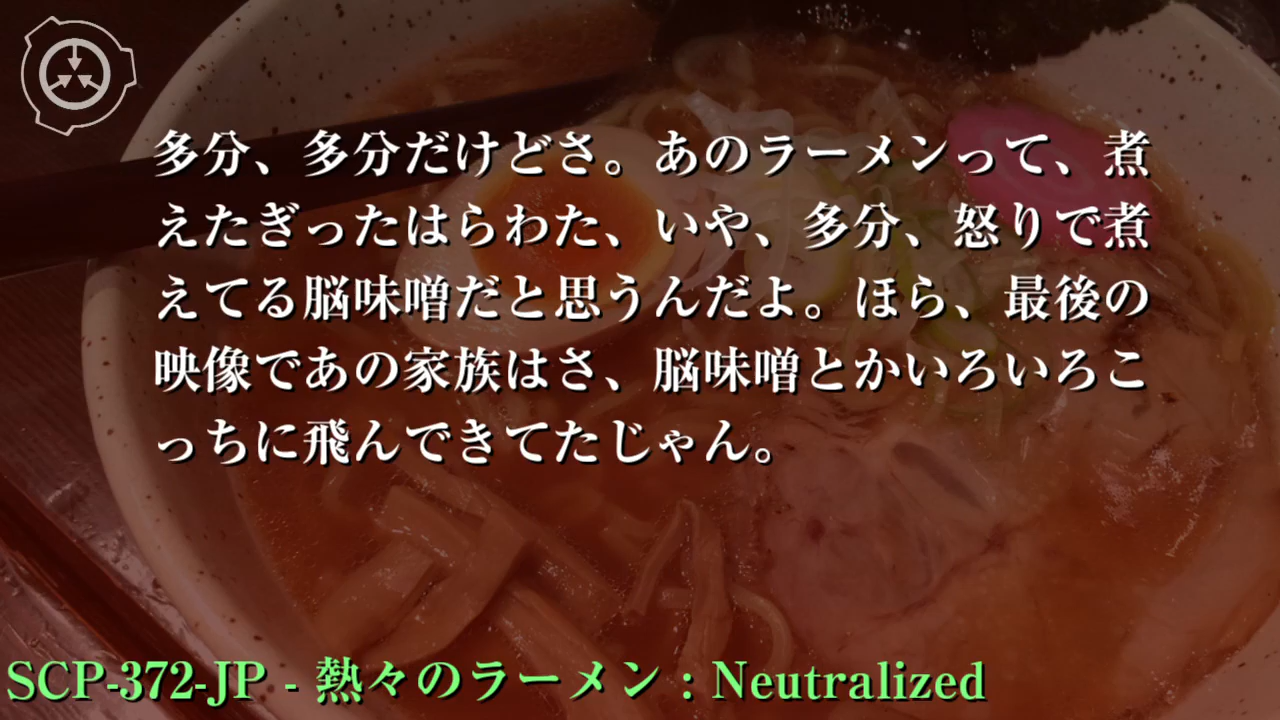 多分、多分だけどさ。あのラーメンって、煮
えたぎったはらわた、いや、多分、怒りで煮
えてる脳味噌だと思うんだよ。ほら、最後の
映像であの家族はさ、脳味噌とかいろいろこ
っちに飛んできてたじゃん。
SCP-372-JP - 熱々のラーメン : Neutralized